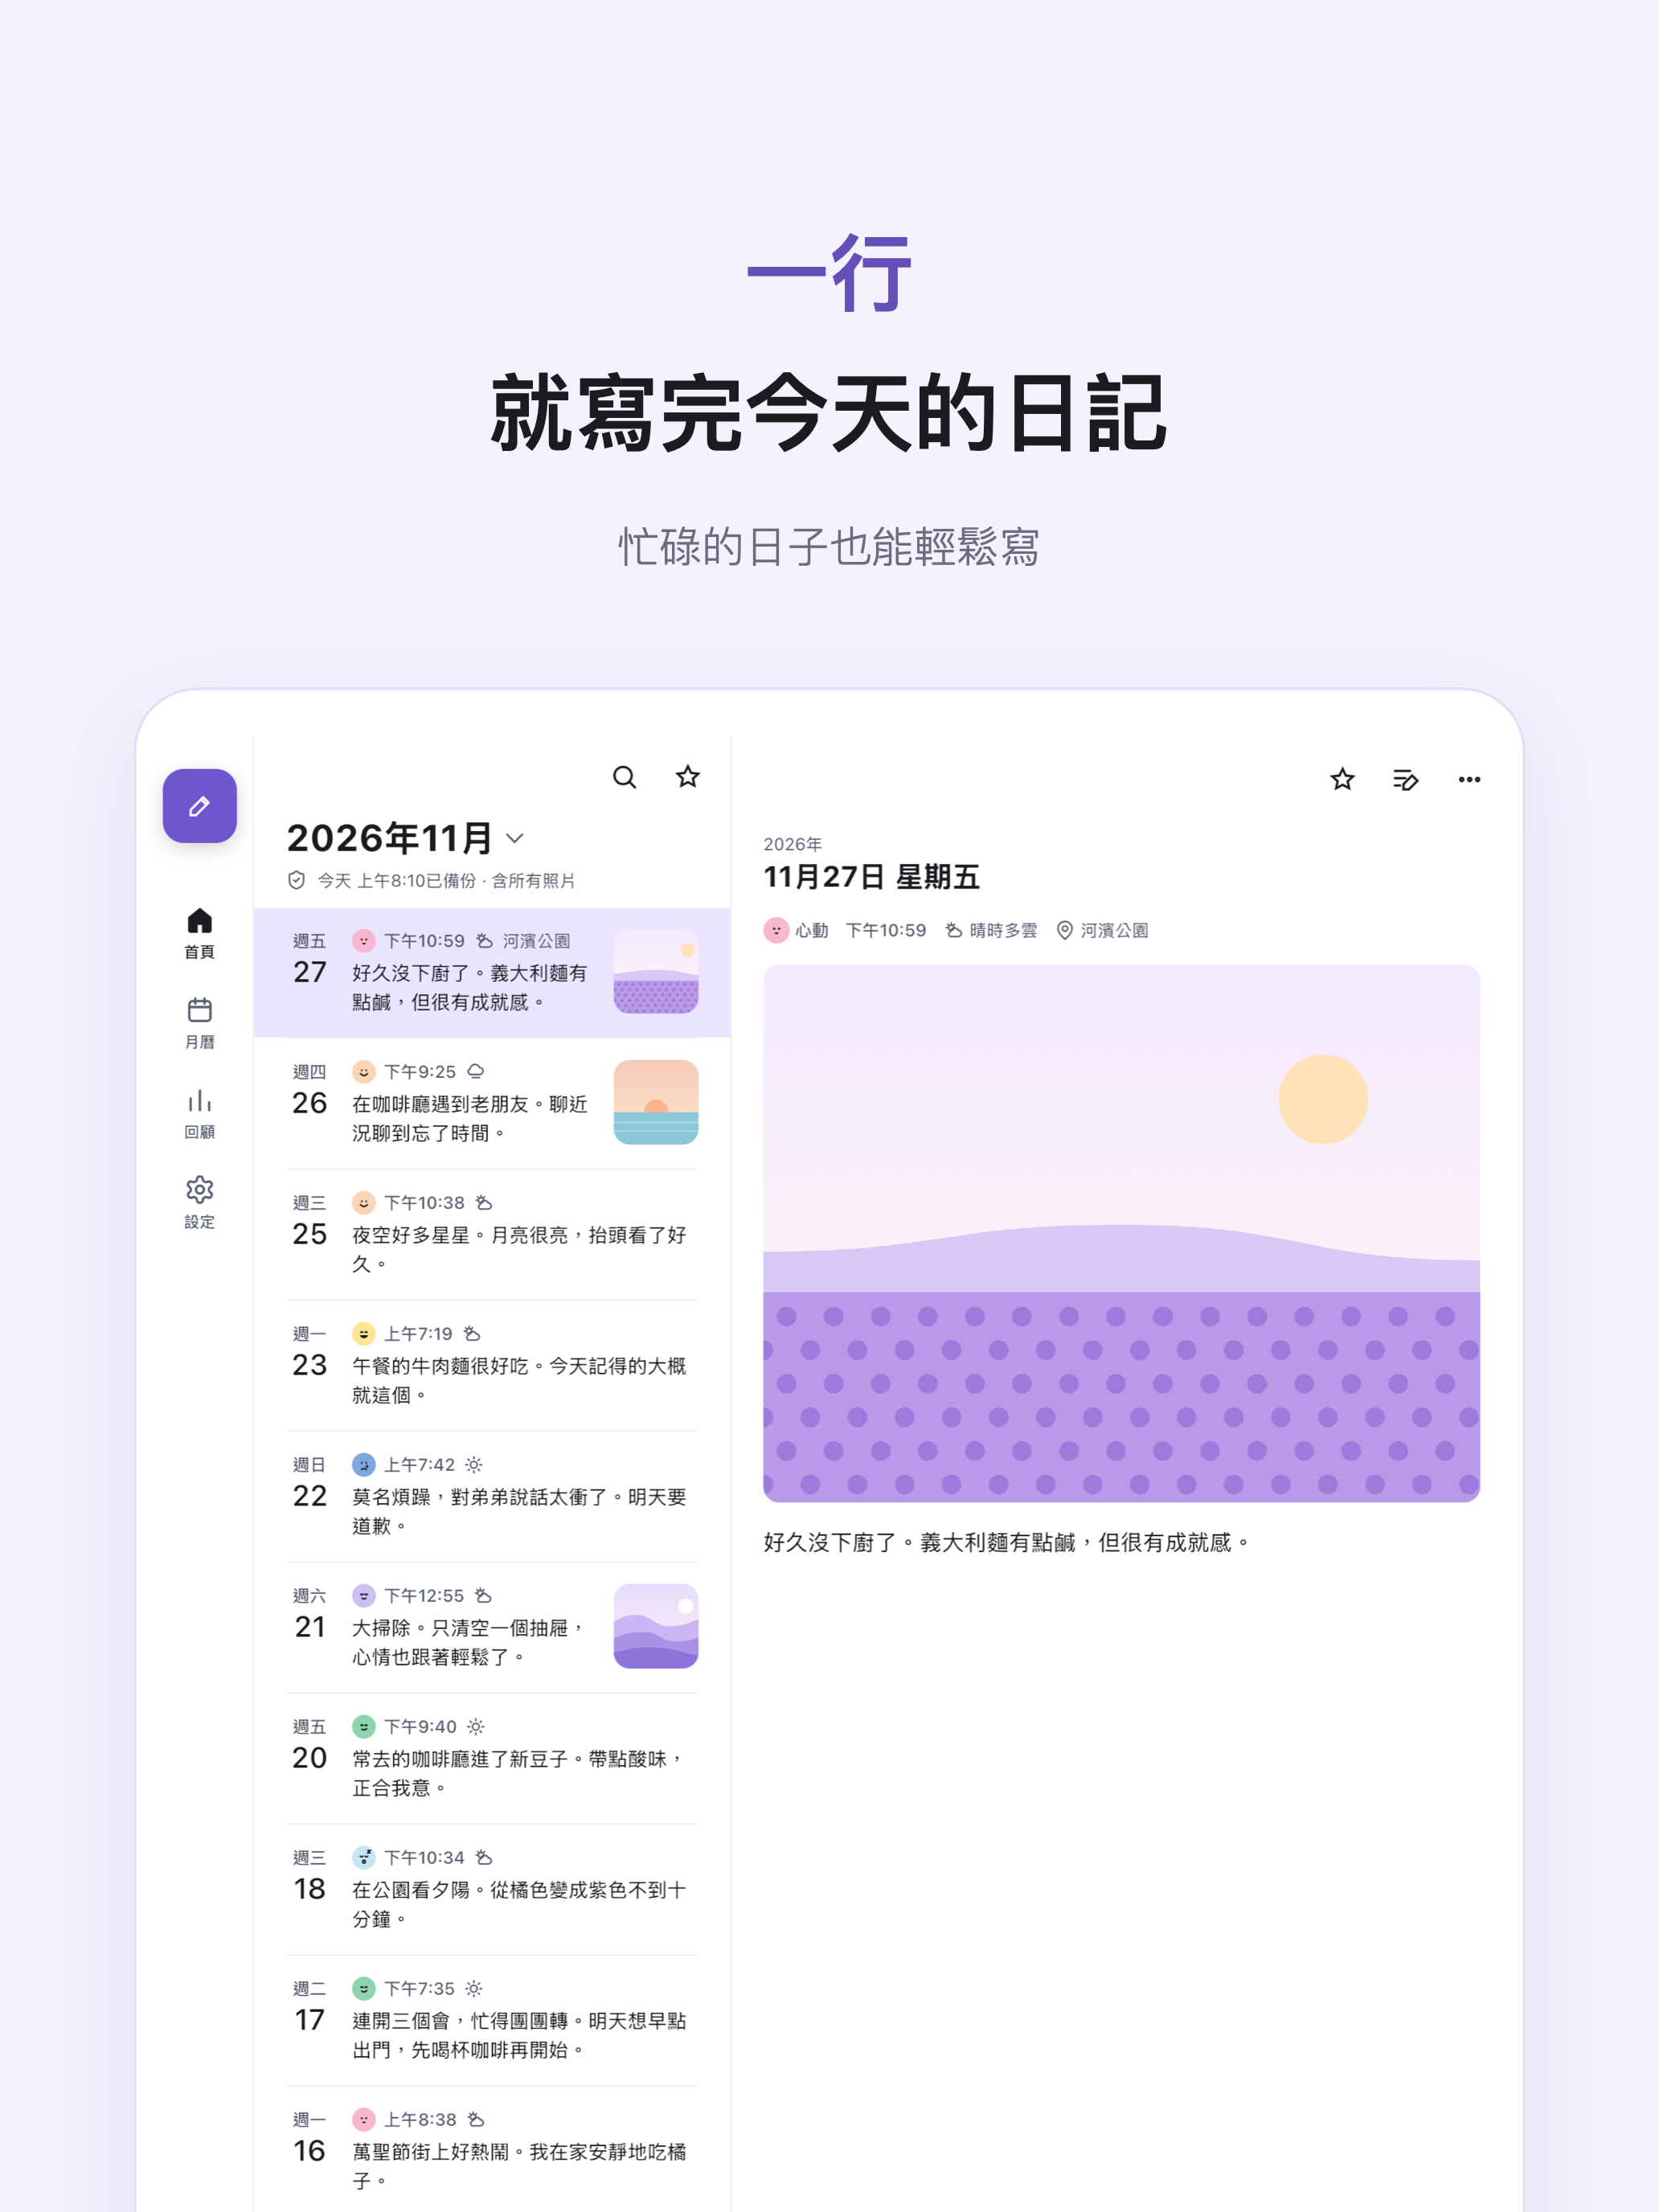 一行
就寫完今天的日記
忙碌的日子也能輕鬆寫
首頁
月曆
回顧
設定
2026年11月
今天 上午8:10已備份 · 含所有照片
週五
27
下午10:59 河濱公園
好久沒下廚了。義大利麵有
點鹹，但很有成就感。
週四
26
下午9:25
在咖啡廳遇到老朋友。聊近
況聊到忘了時間。
週三
25
下午10:38
夜空好多星星。月亮很亮，抬頭看了好
久。
週一
23
上午7:19
午餐的牛肉麵很好吃。今天記得的大概
就這個。
週日
22
上午7:42
莫名煩躁，對弟弟說話太衝了。明天要
道歉。
週六
21
下午12:55
大掃除。只清空一個抽屜，
心情也跟著輕鬆了。
週五
20
下午9:40
常去的咖啡廳進了新豆子。帶點酸味，
正合我意。
週三
18
下午10:34
在公園看夕陽。從橘色變成紫色不到十
分鐘。
週二
17
下午7:35
連開三個會，忙得團團轉。明天想早點
出門，先喝杯咖啡再開始。
週一
16
上午8:38
萬聖節街上好熱鬧。我在家安靜地吃橘
子。
2026年
11月27日 星期五
心動 下午10:59 晴時多雲 河濱公園
好久沒下廚了。義大利麵有點鹹，但很有成就感。